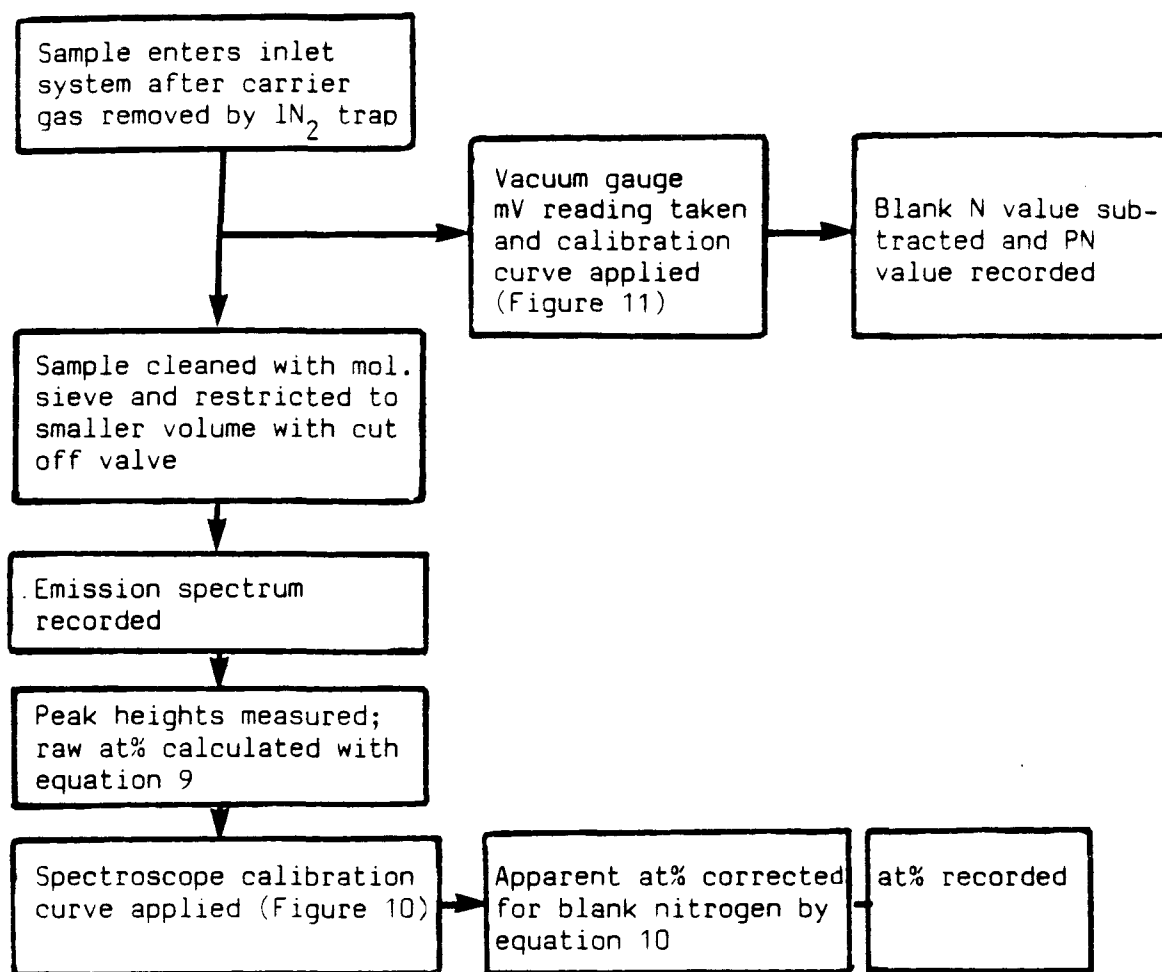 Sample enters inlet
system after carrier
gas removed by lN2 trap
Vacuum gauge
mV reading taken
and calibration
curve applied
(Figure 11)
Blank N value sub-
tracted and PN
value recorded
Sample cleaned with mol.
sieve and restricted to
smaller volume with cut
off valve
Emission spectrum
recorded
Peak heights measured;
raw at% calculated with
equation 9
Spectroscope calibration
curve applied (Figure 10)
Apparent at% corrected
for blank nitrogen by
equation 10
at% recorded